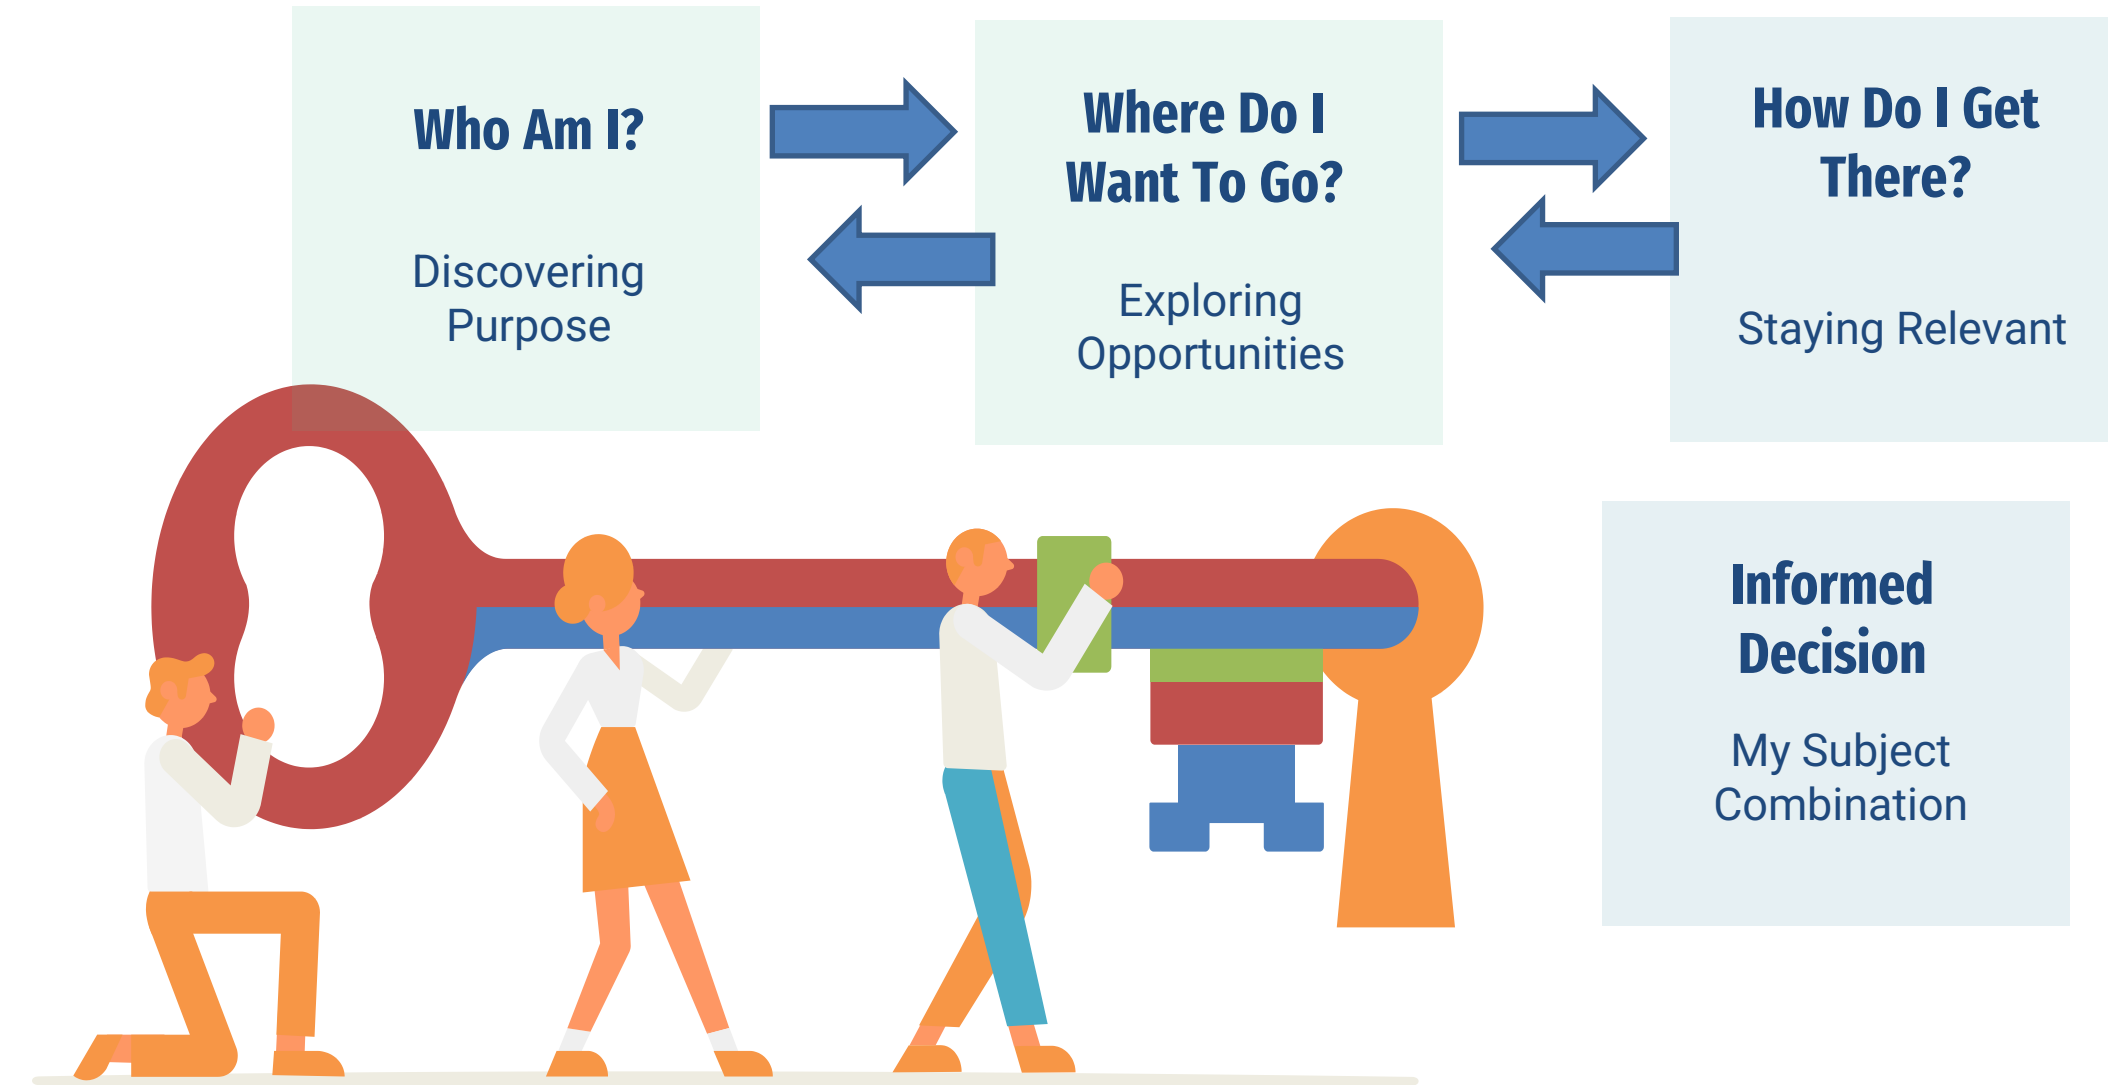 Who Am I?
Discovering
Purpose
Where Do I
Want To Go?
Exploring
Opportunities
How Do I Get
There?
Staying Relevant
Informed
Decision
My Subject
Combination